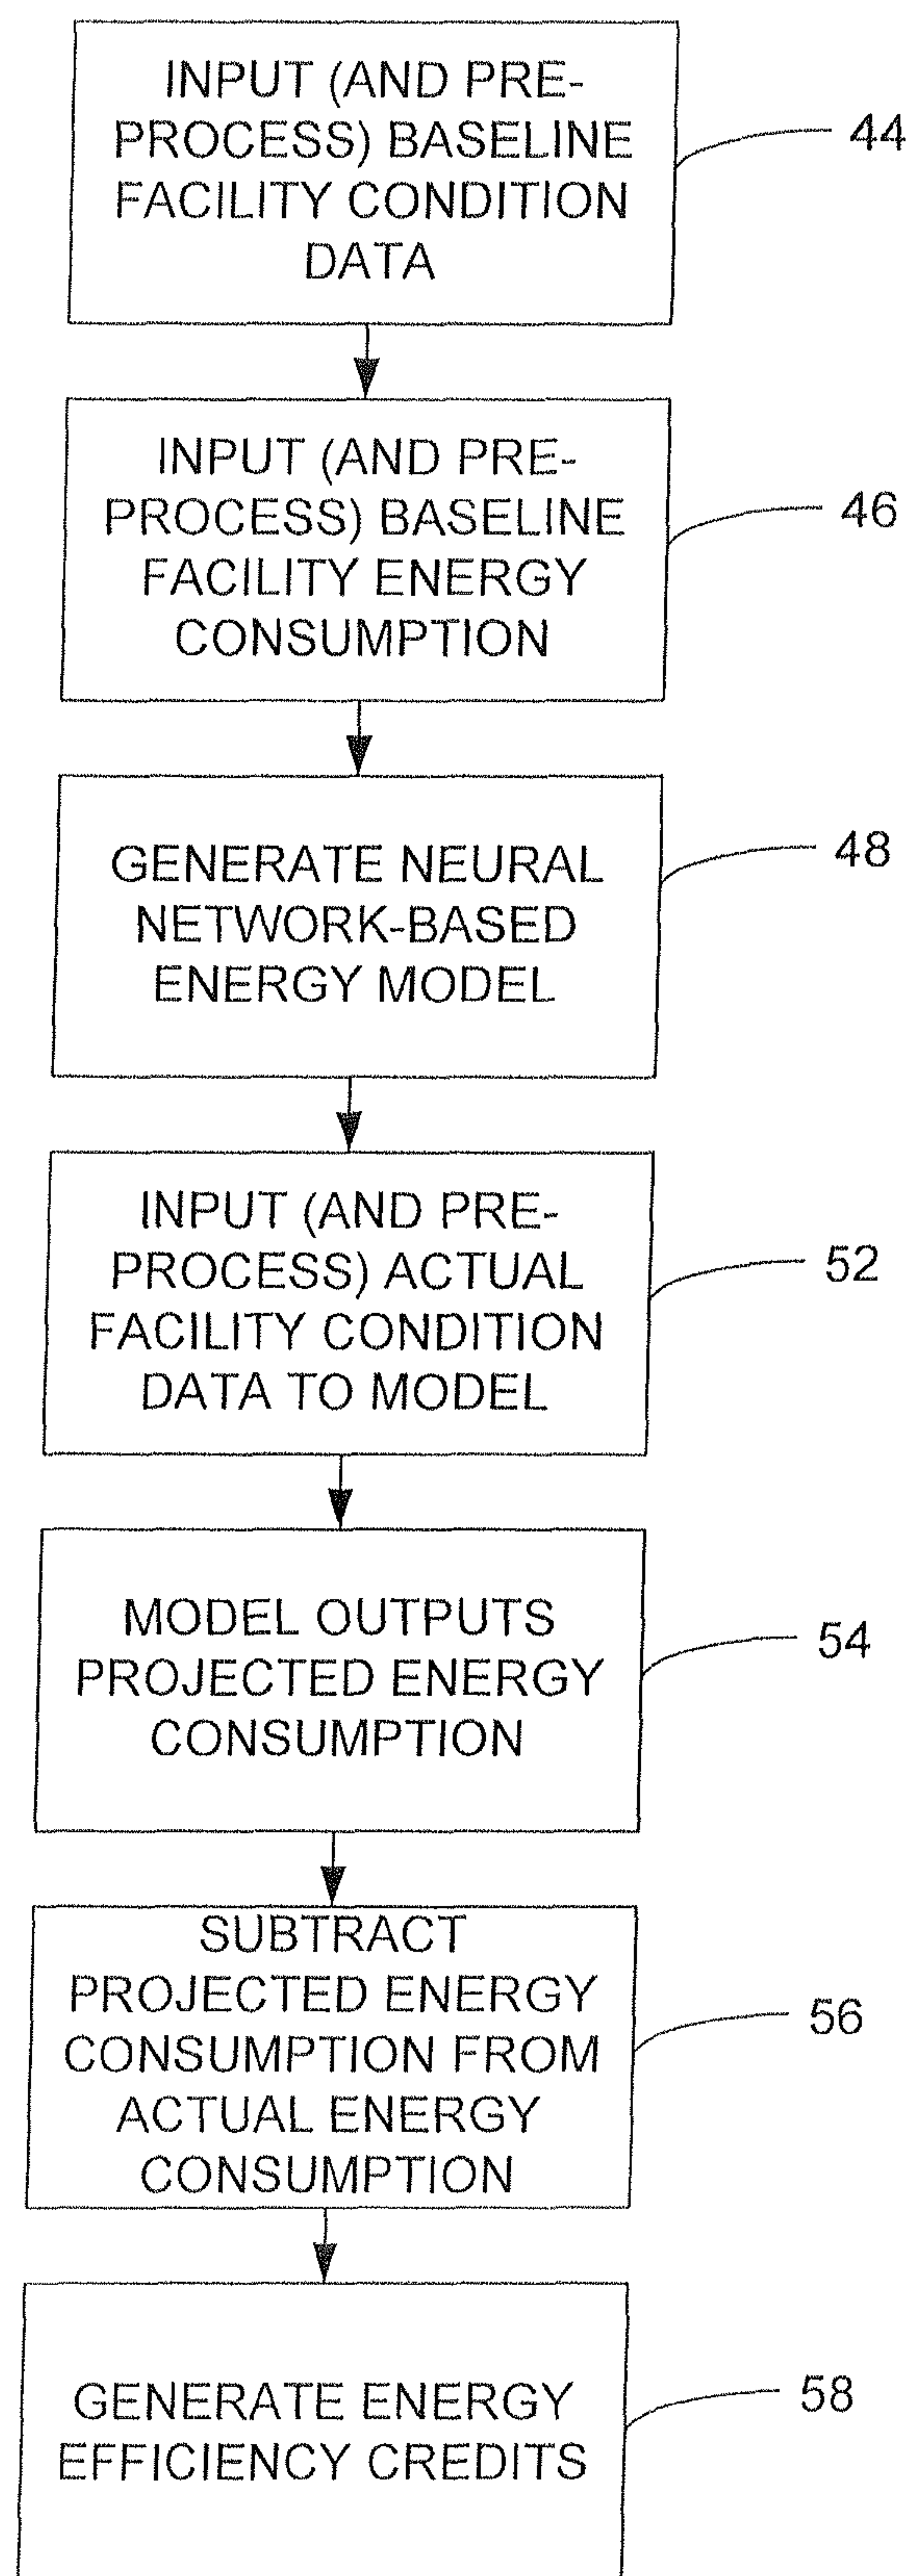 INPUT (AND PRE-
PROCESS) BASELINE
FACILITY CONDITION
DATA
44
INPUT (AND PRE-
PROCESS) BASELINE
FACILITY ENERGY
CONSUMPTION
46
GENERATE NEURAL
NETWORK-BASED
ENERGY MODEL
48
INPUT (AND PRE-
PROCESS) ACTUAL
FACILITY CONDITION
DATA TO MODEL
52
MODEL OUTPUTS
PROJECTED ENERGY
CONSUMPTION
54
SUBTRACT
PROJECTED ENERGY
CONSUMPTION FROM
ACTUAL ENERGY
CONSUMPTION
56
GENERATE ENERGY
EFFICIENCY CREDITS
58